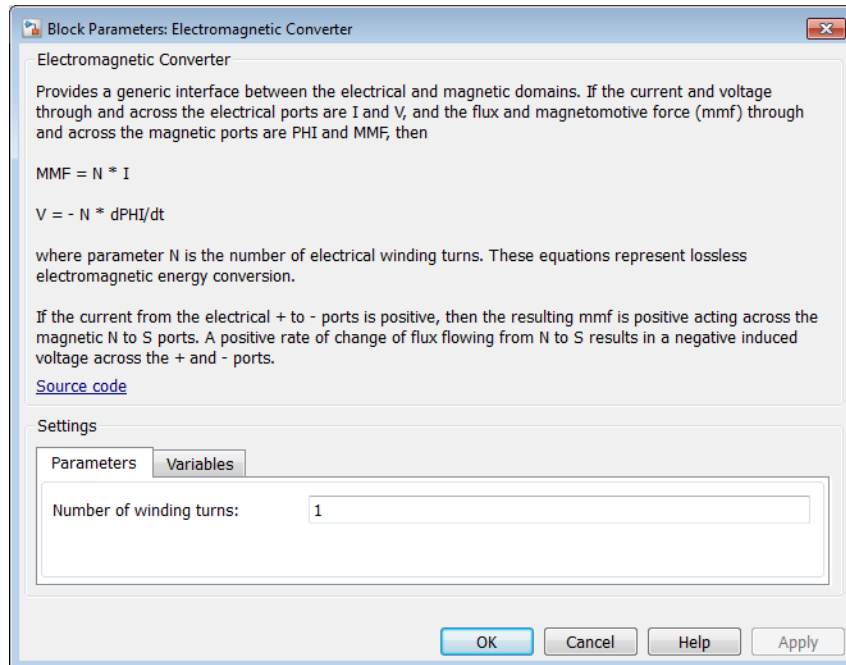 Block Parameters: Electromagnetic Converter
Electromagnetic Converter
Provides a generic interface between the electrical and magnetic domains. If the current and voltage
through and across the electrical ports are I and V, and the flux and magnetomotive force (mmf) through
and across the magnetic ports are PHI and MMF, then
MMF = N * I
V = - N * dPHI/dt
where parameter N is the number of electrical winding turns. These equations represent lossless
electromagnetic energy conversion.
If the current from the electrical + to - ports is positive, then the resulting mmf is positive acting across the
magnetic N to S ports. A positive rate of change of flux flowing from N to S results in a negative induced
voltage across the + and - ports.
Source code
Settings
Parameters Variables
Number of winding turns: 1
OK Cancel Help Apply